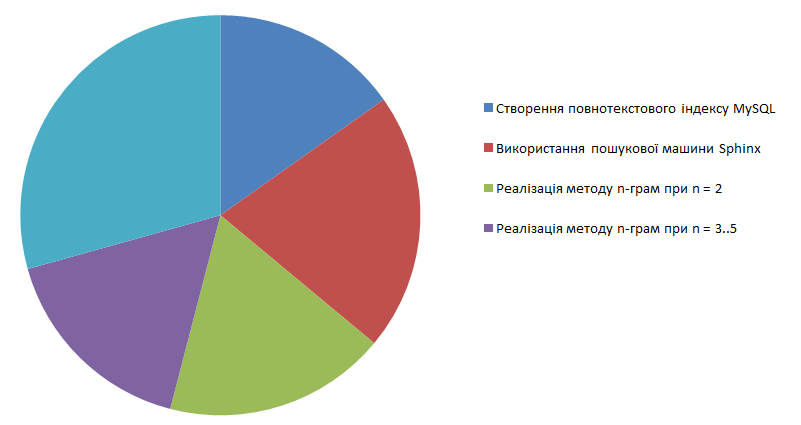 Створення повнотекстового індексу MySQL
Використання пошукової машини Sphinx
Реалізація методу n-грам при n = 2
Реалізація методу n-грам при n = 3..5